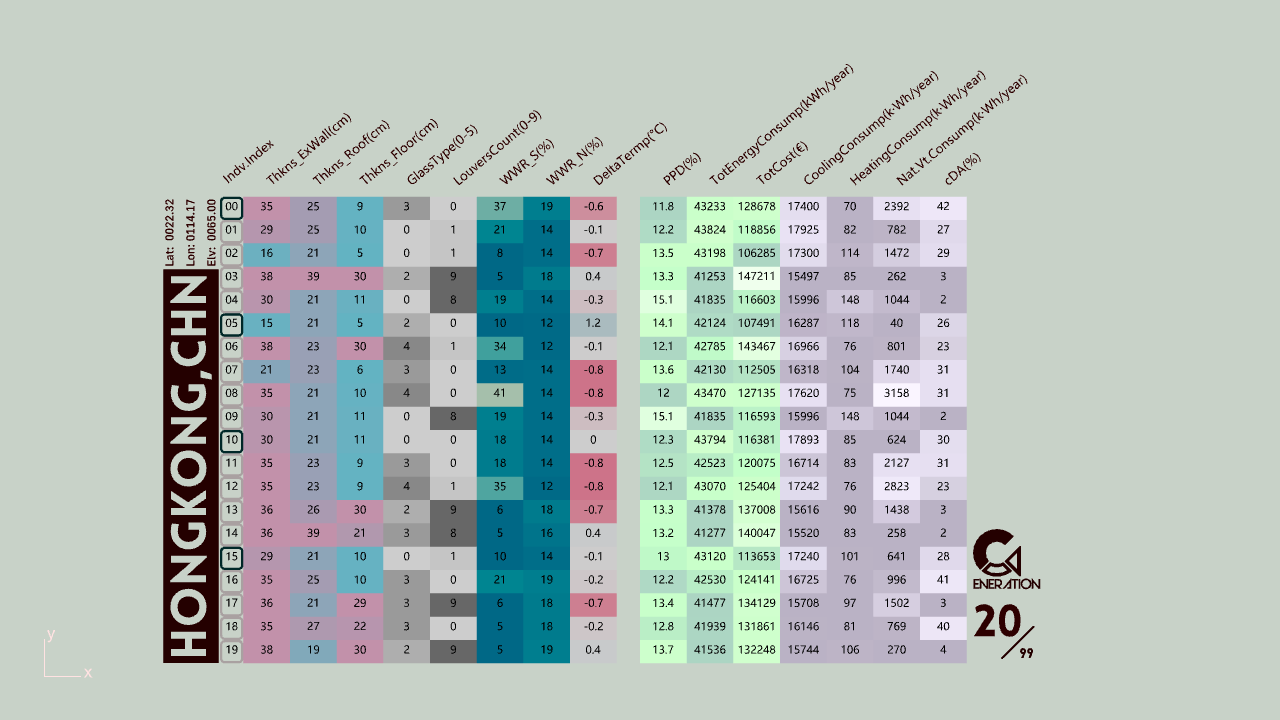 Indv.Index Thkns_ExWall(cm) Thkns_Roof(cm) Thkns_Floor(cm) GlassType(0-5) LouversCount(0-9) WWR_S(%) WWR_N(%) DeltaTermp(°C) PPD(%) TotEnergyConsump(kWh/year) TotCost(€) CoolingConsump(k·Wh/year) HeatingConsump(k·Wh/year) Nat.Vt.Consump(k·Wh/year) cDA(%)
Lat: 0022.32
Lon: 0114.17
Elv: 0065.00
HONGKONG,CHN
00 35 25 9 3 0 37 19 -0.6 11.8 43233 128678 17400 70 2392 42
01 29 25 10 0 1 21 14 -0.1 12.2 43824 118856 17925 82 782 27
02 16 21 5 0 1 8 14 -0.7 13.5 43198 106285 17300 114 1472 29
03 38 39 30 2 9 5 18 0.4 13.3 41253 147211 15497 85 262 3
04 30 21 11 0 8 19 14 -0.3 15.1 41835 116603 15996 148 1044 2
05 15 21 5 2 0 10 12 1.2 14.1 42124 107491 16287 118 40 26
06 38 23 30 4 1 34 12 -0.1 12.1 42785 143467 16966 76 801 23
07 21 23 6 3 0 13 14 -0.8 13.6 42130 112505 16318 104 1740 31
08 35 21 10 4 0 41 14 -0.8 12 43470 127135 17620 75 3158 31
09 30 21 11 0 8 19 14 -0.3 15.1 41835 116593 15996 148 1044 2
10 30 21 11 0 0 18 14 0 12.3 43794 116381 17893 85 624 30
11 35 23 9 3 0 18 14 -0.8 12.5 42523 120075 16714 83 2127 31
12 35 23 9 4 1 35 12 -0.8 12.1 43070 125404 17242 76 2823 23
13 36 26 30 2 9 6 18 -0.7 13.3 41378 137008 15616 90 1438 3
14 36 39 21 3 8 5 16 0.4 13.2 41277 140047 15520 83 258 2
15 29 21 10 0 1 10 14 -0.1 13 43120 113653 17240 101 641 28
16 35 25 10 3 0 21 19 -0.2 12.2 42530 124141 16725 76 996 41
17 36 21 29 3 9 6 18 -0.7 13.4 41477 134129 15708 97 1502 3
18 35 27 22 3 0 5 18 -0.2 12.8 41939 131861 16146 81 769 40
19 38 19 30 2 9 5 19 0.4 13.7 41536 132248 15744 106 270 4
G
ENERATION
20/99
y
x